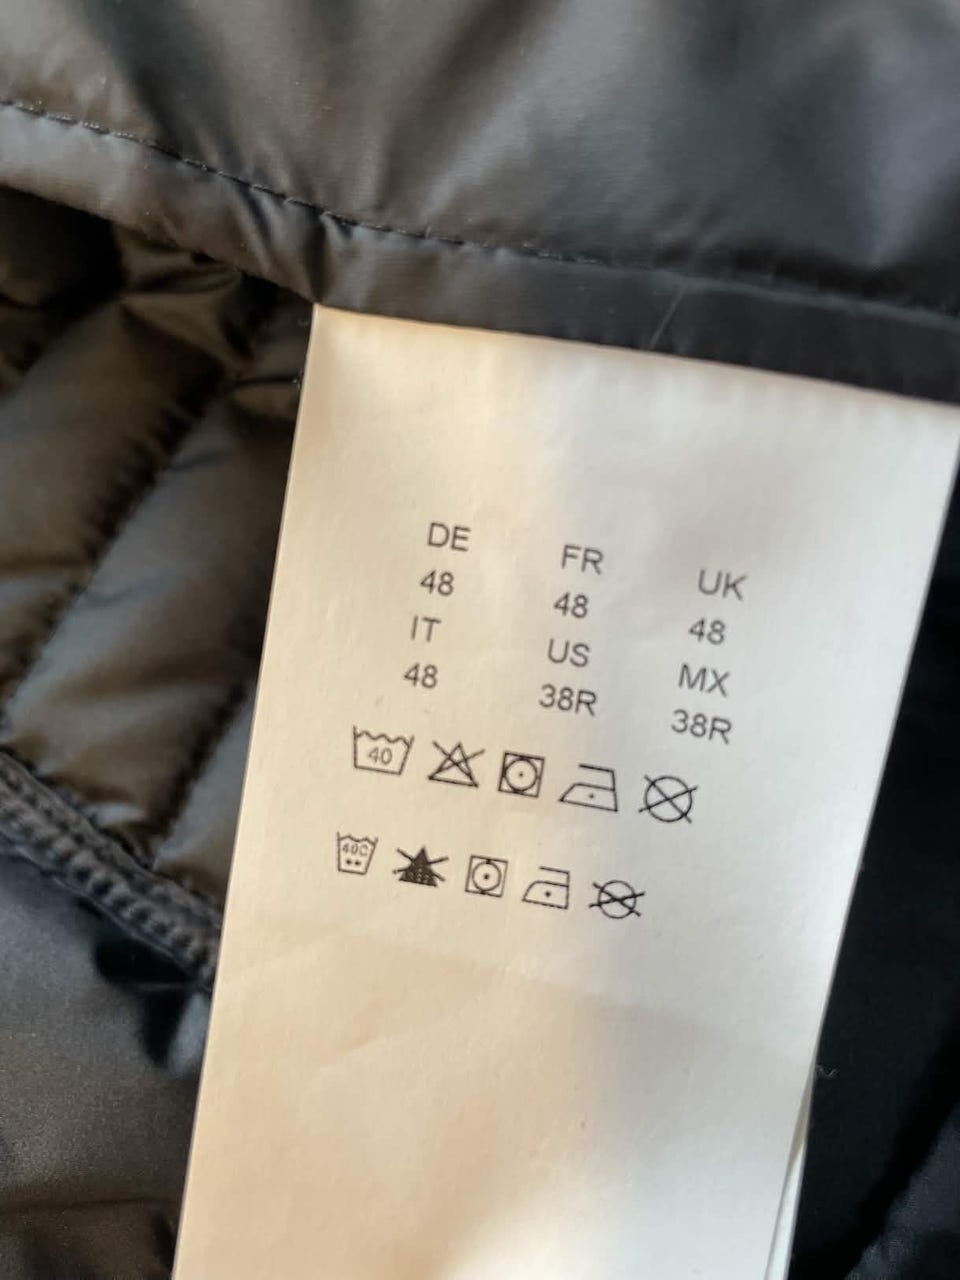 DE FR UK
48 48 48
IT US MX
48 38R 38R
40
40C